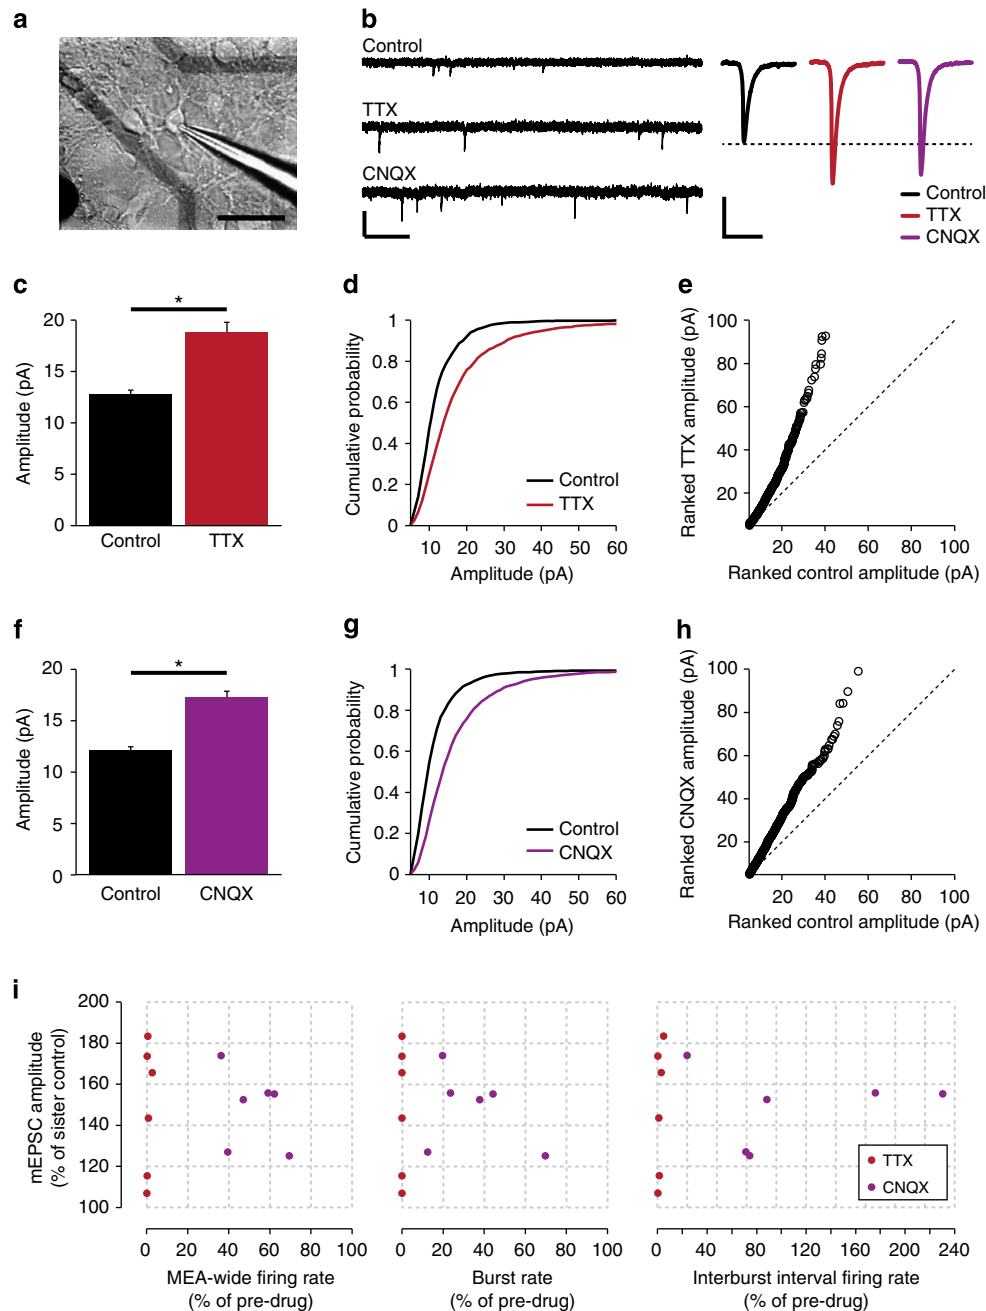 a
b
Control
TTX
CNQX
Control
TTX
CNQX
c
Amplitude (pA)
20
15
10
5
0
*
Control
TTX
d
Cumulative probability
1
0.8
0.6
0.4
0.2
0
Control
TTX
10 20 30 40 50 60
Amplitude (pA)
e
Ranked TTX amplitude (pA)
100
80
60
40
20
20 40 60 80 100
Ranked control amplitude (pA)
f
Amplitude (pA)
20
15
10
5
0
*
Control
CNQX
g
Cumulative probability
1
0.8
0.6
0.4
0.2
0
Control
CNQX
10 20 30 40 50 60
Amplitude (pA)
h
Ranked CNQX amplitude (pA)
100
80
60
40
20
20 40 60 80 100
Ranked control amplitude (pA)
i
mEPSC amplitude
(% of sister control)
200
180
160
140
120
100
0 20 40 60 80 100
MEA-wide firing rate
(% of pre-drug)
0 20 40 60 80 100
Burst rate
(% of pre-drug)
TTX
CNQX
0 40 80 120 160 200 240
Interburst interval firing rate
(% of pre-drug)